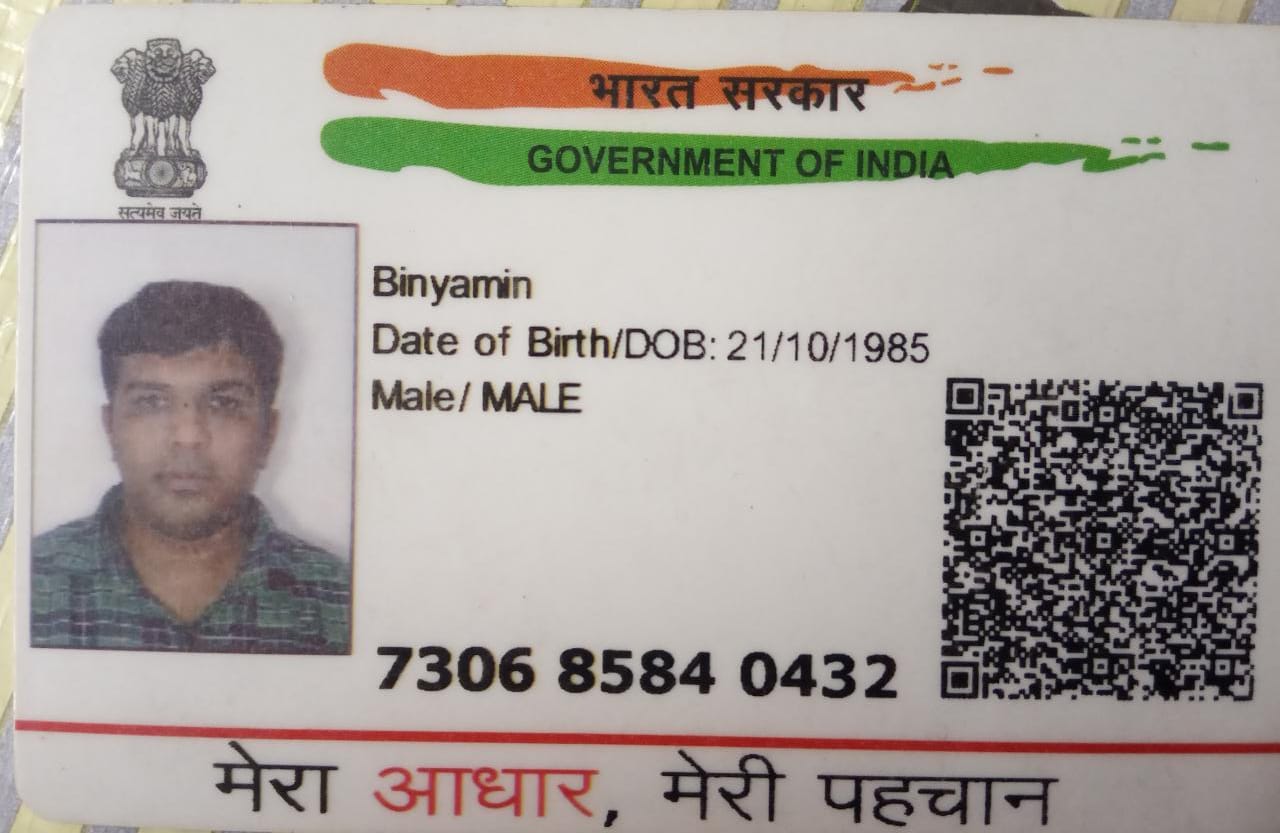 भारत सरकार
GOVERNMENT OF INDIA
सत्यमेव जयते
Binyamin
Date of Birth/DOB: 21/10/1985
Male/ MALE
7306 8584 0432
मेरा आधार, मेरी पहचान